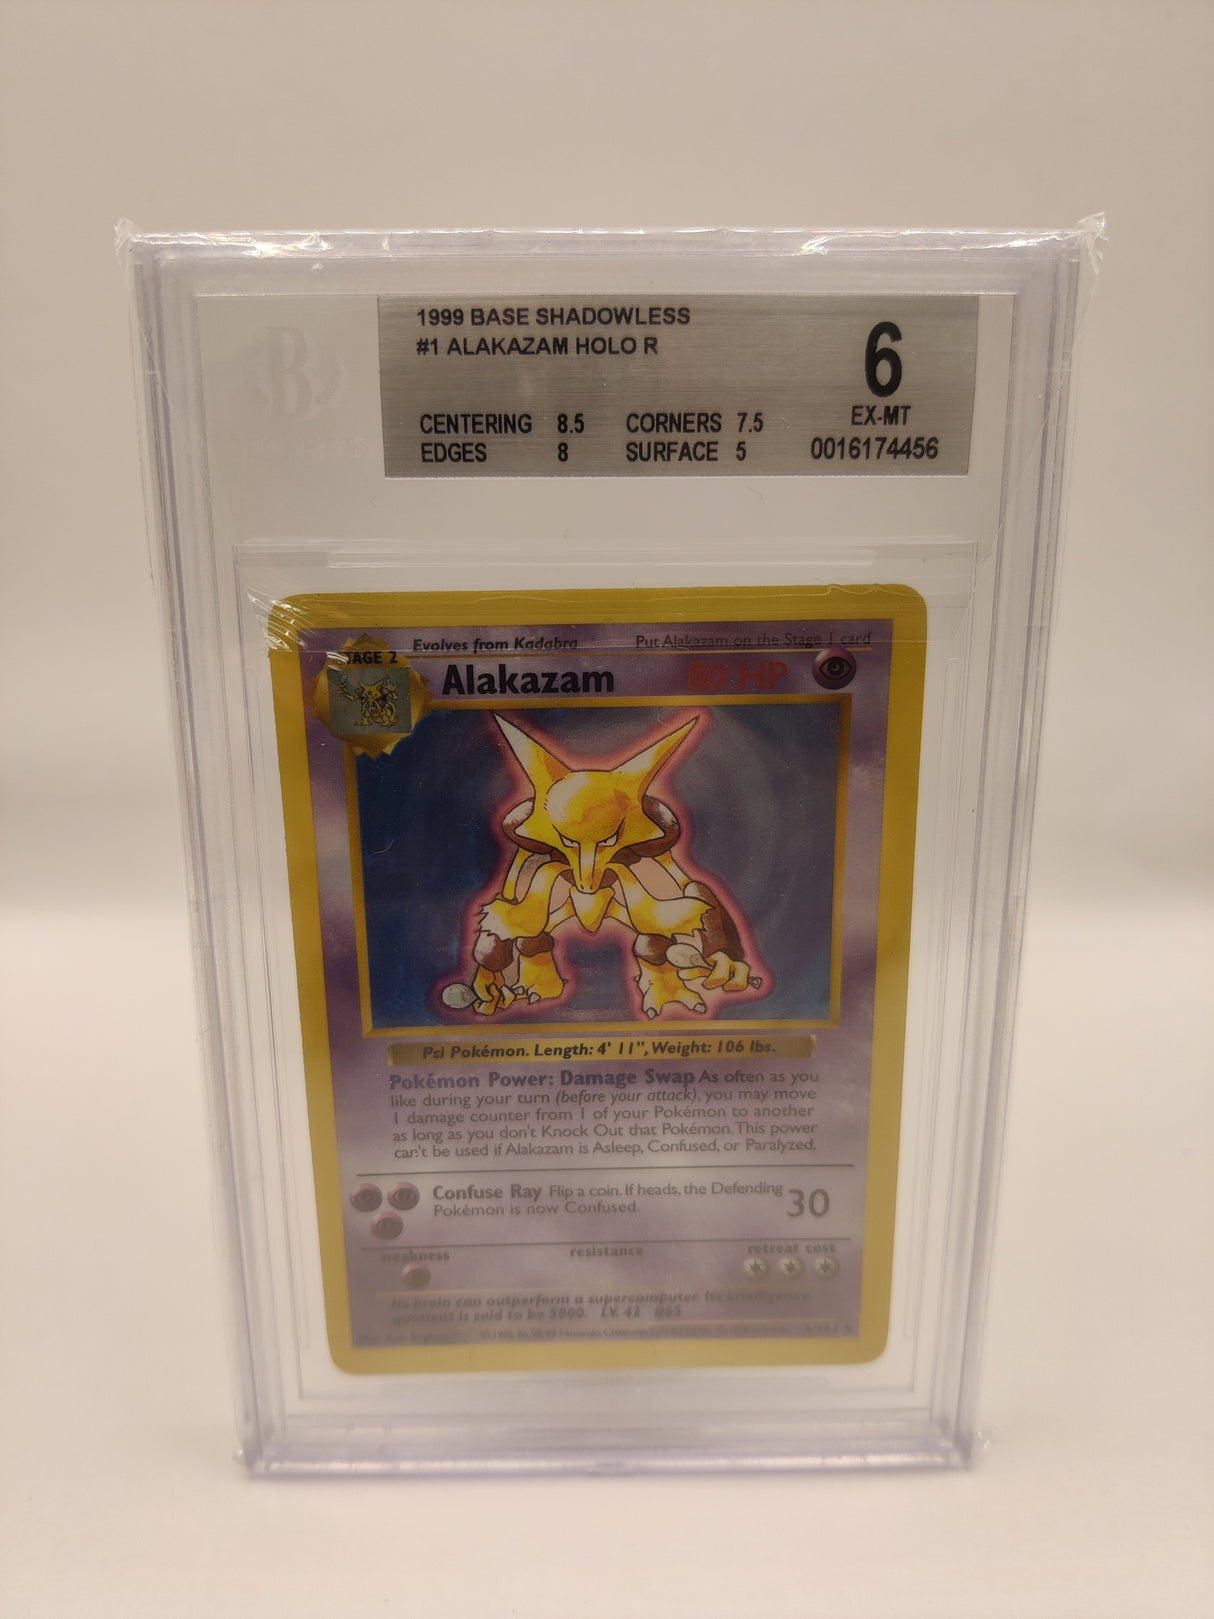 1999 BASE SHADOWLESS
#1 ALAKAZAM HOLO R
6
EX-MT
CENTERING 8.5 CORNERS 7.5
EDGES 8 SURFACE 5
0016174456
B
Evolves from Kadabra Put Alakazam on the Stage 1 card
TAGE 2
Alakazam 80 HP
Psi Pokémon. Length: 4' 11", Weight: 106 lbs.
Pokémon Power: Damage Swap As often as you
like during your turn (before your attack), you may move
1 damage counter from 1 of your Pokémon to another
as long as you don't Knock Out that Pokémon. This power
can't be used if Alakazam is Asleep, Confused, or Paralyzed.
Confuse Ray Flip a coin. If heads, the Defending
Pokémon is now Confused.
30
weakness resistance retreat cost
Its brain can outperform a supercomputer. Its intelligence
quotient is said to be 5000. LV. 42 #65